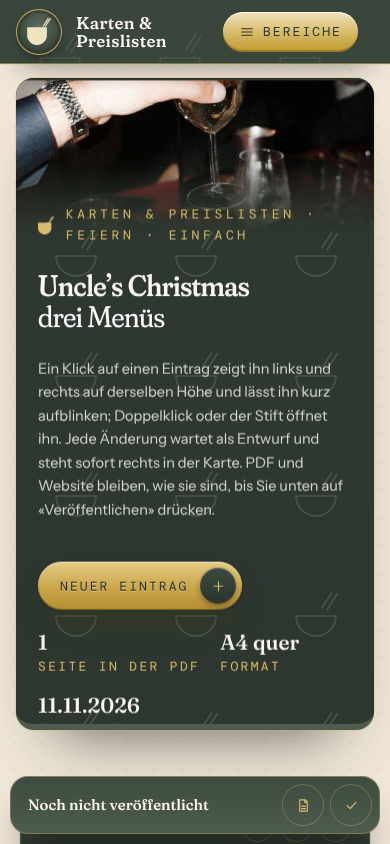 Karten &
Preislisten
BEREICHE
KARTEN & PREISLISTEN ·
FEIERN · EINFACH
Uncle’s Christmas
drei Menüs
Ein Klick auf einen Eintrag zeigt ihn links und
rechts auf derselben Höhe und lässt ihn kurz
aufblinken; Doppelklick oder der Stift öffnet
ihn. Jede Änderung wartet als Entwurf und
steht sofort rechts in der Karte. PDF und
Website bleiben, wie sie sind, bis Sie unten auf
«Veröffentlichen» drücken.
NEUER EINTRAG +
1
SEITE IN DER PDF
A4 quer
FORMAT
11.11.2026
Noch nicht veröffentlicht